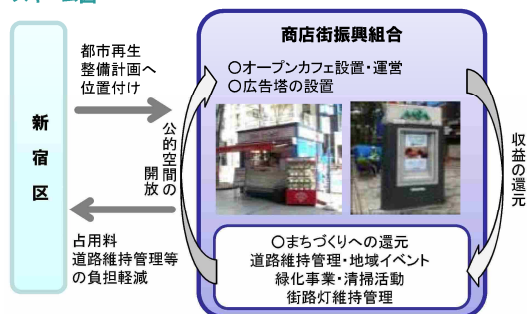 商店街振興組合
都市再生
整備計画へ
位置付け
○オープンカフェ設置・運営
○広告塔の設置
新宿区
公的空間の
開放
収益の還元
占用料
道路維持管理等
の負担軽減
○まちづくりへの還元
道路維持管理・地域イベント
緑化事業・清掃活動
街路灯維持管理